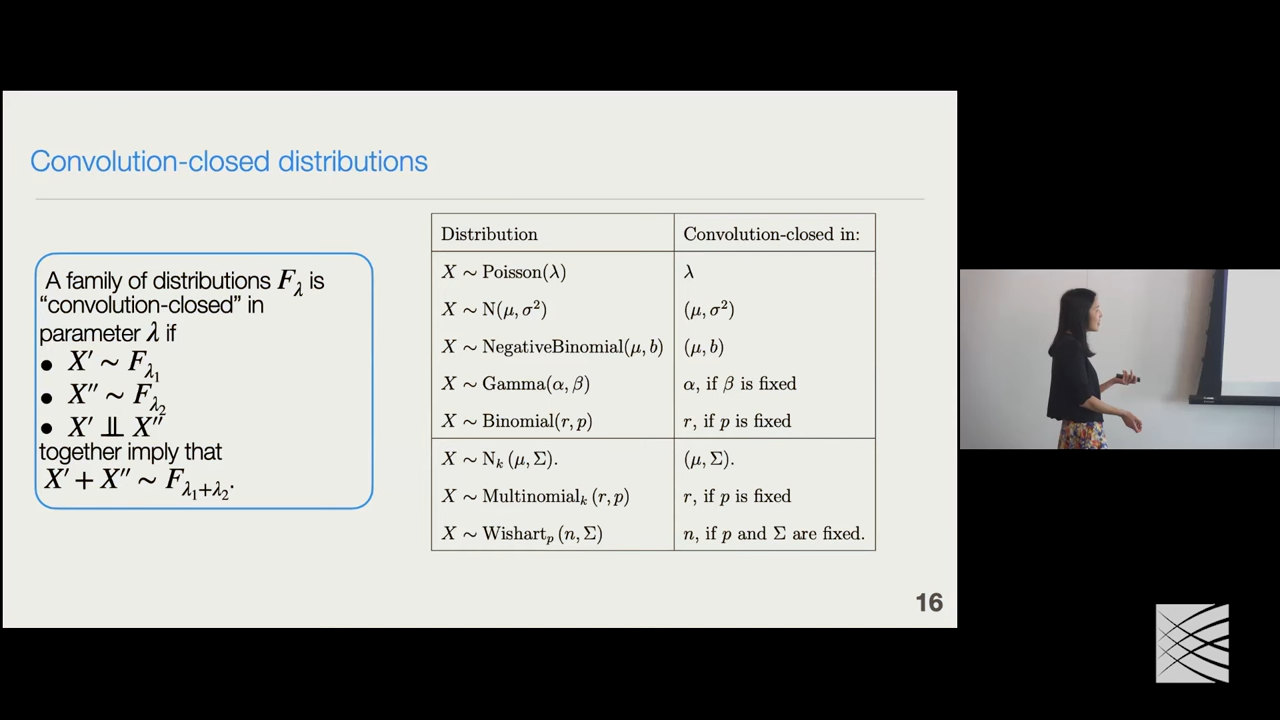 Convolution-closed distributions
A family of distributions F_λ is
“convolution-closed” in
parameter λ if
• X′ ∼ F_λ₁
• X″ ∼ F_λ₂
• X′ ⫫ X″
together imply that
X′ + X″ ∼ F_λ₁+λ₂.
Distribution Convolution-closed in:
X ∼ Poisson(λ) λ
X ∼ N(μ, σ²) (μ, σ²)
X ∼ NegativeBinomial(μ, b) (μ, b)
X ∼ Gamma(α, β) α, if β is fixed
X ∼ Binomial(r, p) r, if p is fixed
X ∼ N_k (μ, Σ). (μ, Σ).
X ∼ Multinomial_k (r, p) r, if p is fixed
X ∼ Wishart_p (n, Σ) n, if p and Σ are fixed.
16